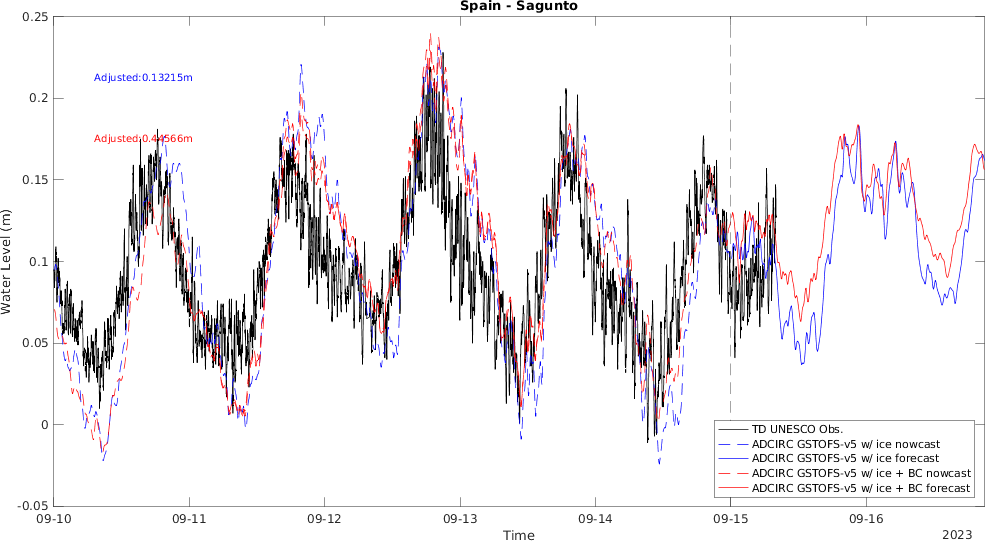 Spain - Sagunto
0.25
0.2
0.15
0.1
0.05
0
-0.05
Water Level (m)
Adjusted:0.13215m
Adjusted:0.44566m
TD UNESCO Obs.
ADCIRC GSTOFS-v5 w/ ice nowcast
ADCIRC GSTOFS-v5 w/ ice forecast
ADCIRC GSTOFS-v5 w/ ice + BC nowcast
ADCIRC GSTOFS-v5 w/ ice + BC forecast
09-10 09-11 09-12 09-13 09-14 09-15 09-16
Time
2023